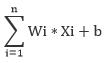 n
∑ Wi * Xi + b
i=1